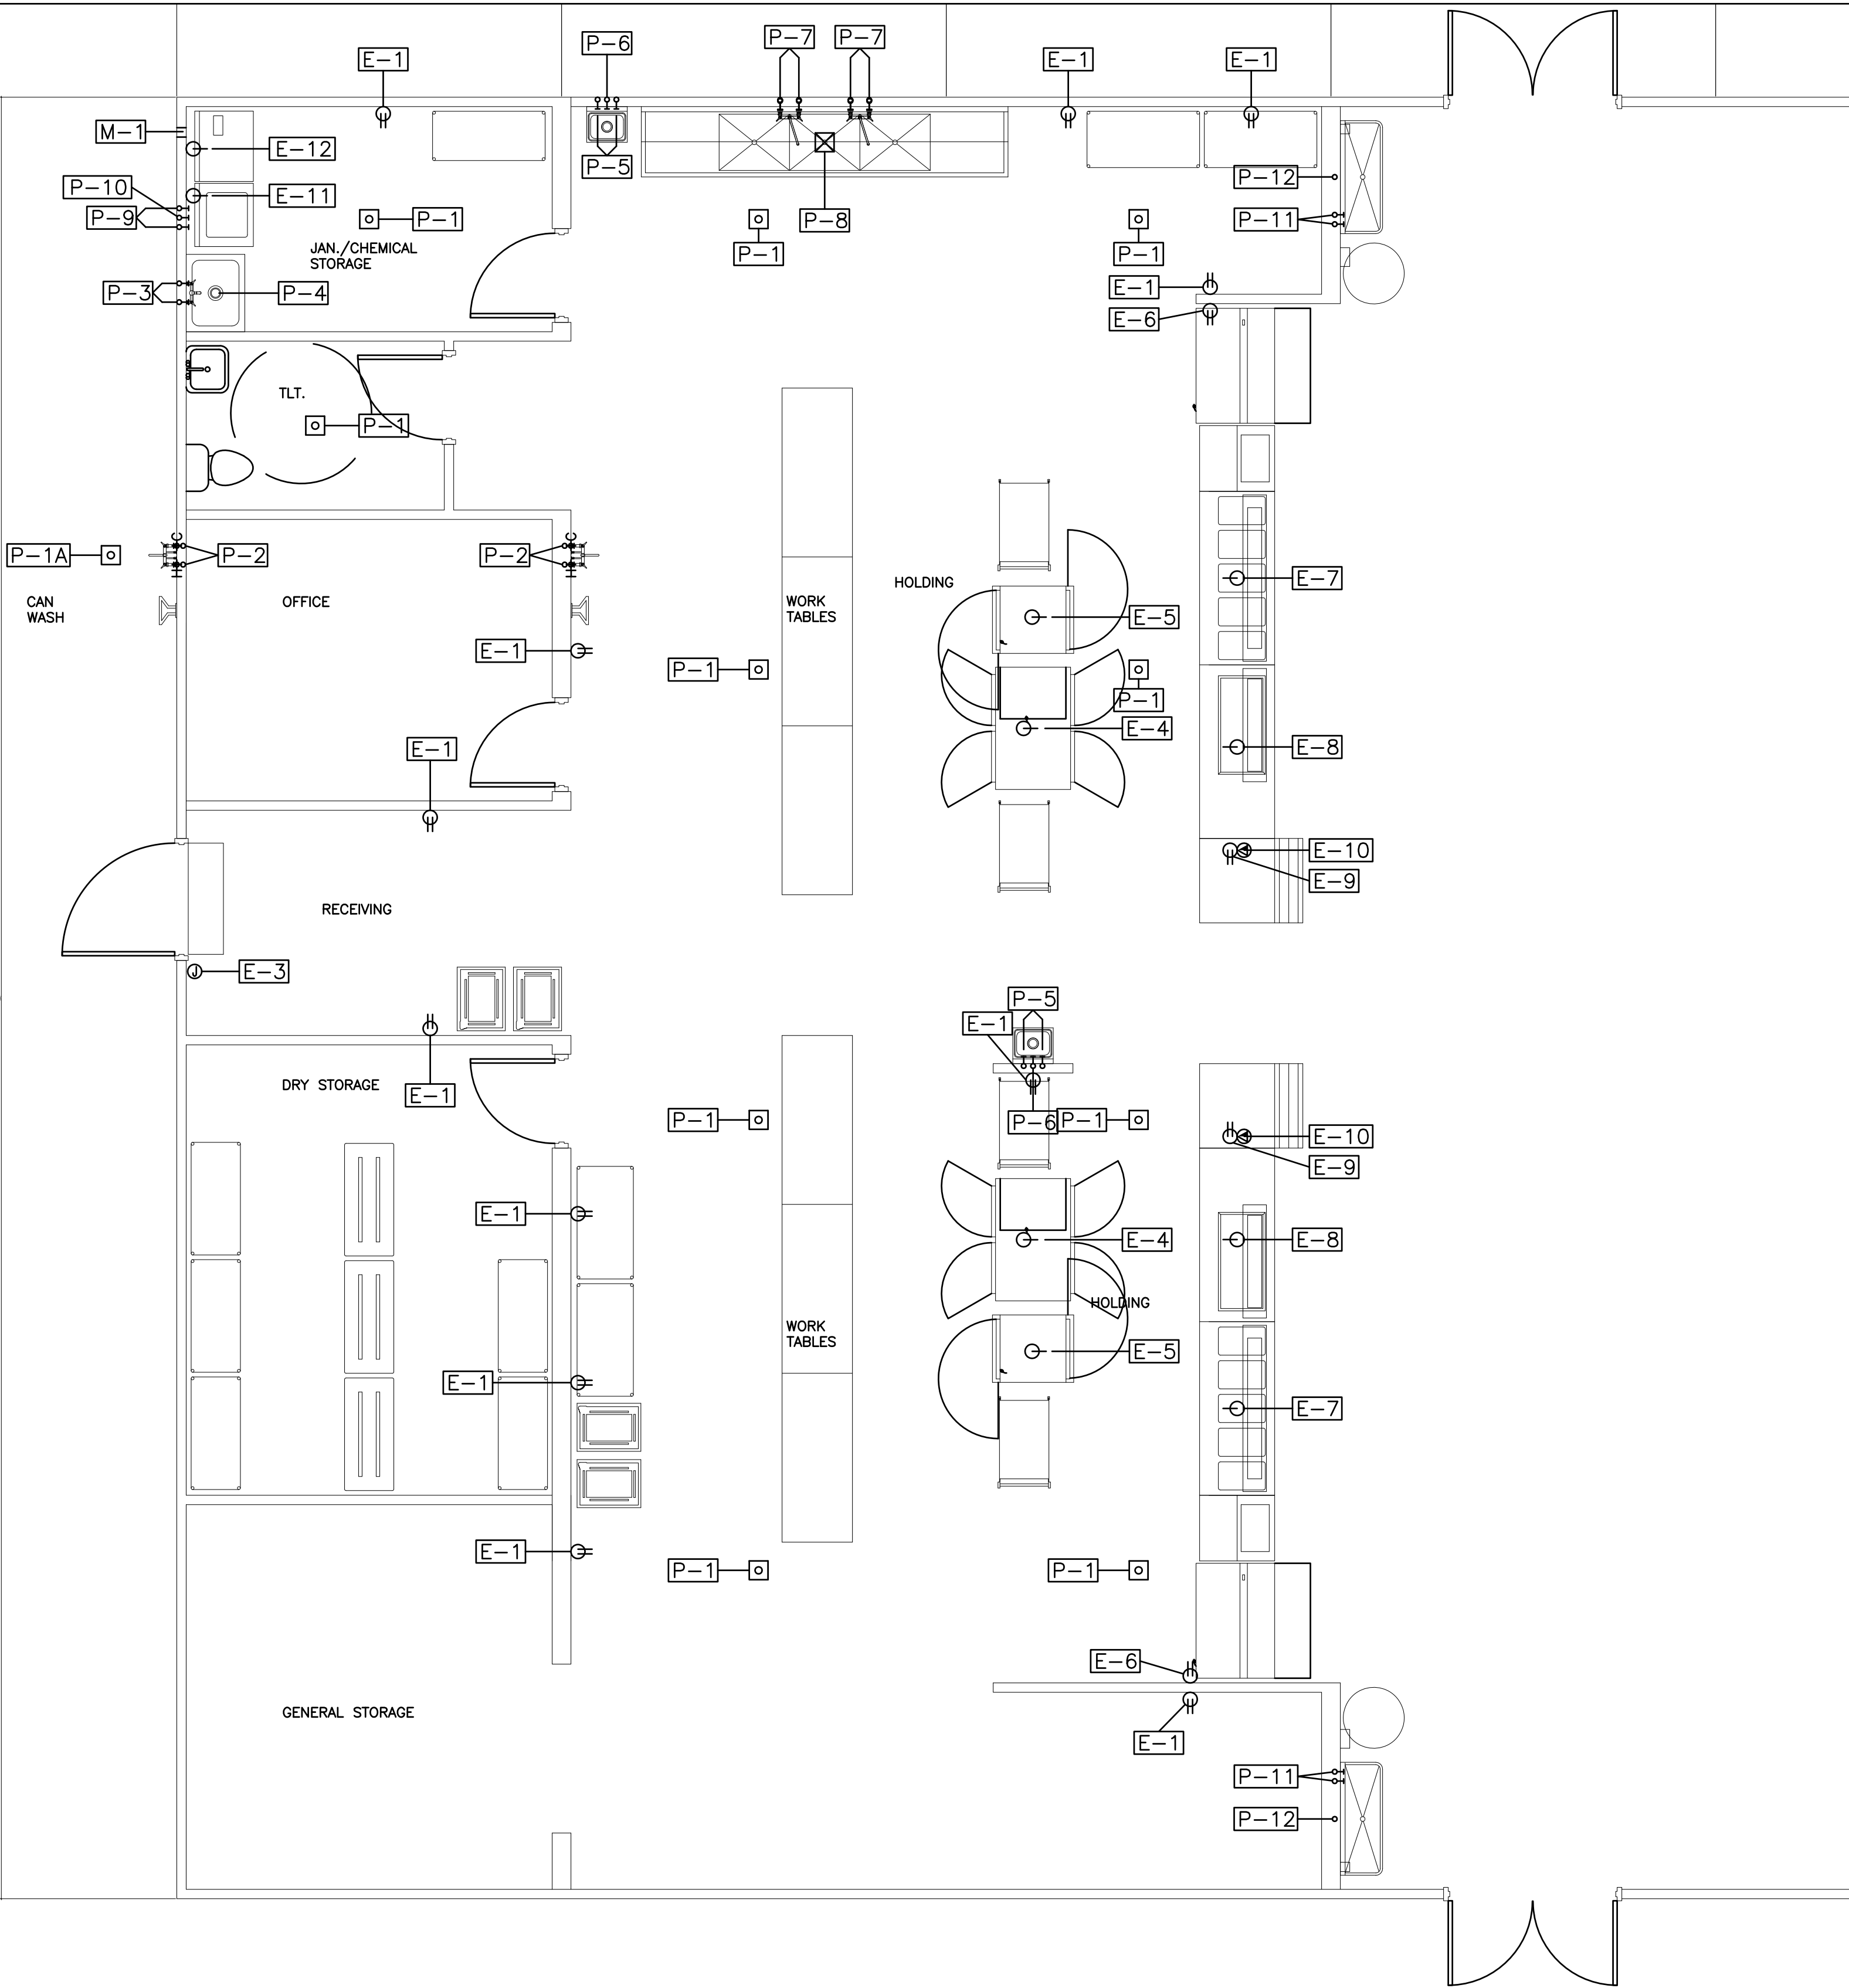 P-6
P-7
P-7
E-1
E-1
E-1
M-1
E-12
P-5
P-12
P-10
E-11
P-9
P-1
P-8
P-11
JAN./CHEMICAL
STORAGE
P-1
P-1
P-3
P-4
E-1
E-6
TLT.
P-1
P-1A
C
P-2
H
P-2
C
H
CAN
WASH
OFFICE
WORK
TABLES
HOLDING
E-7
E-5
E-1
P-1
P-1
E-4
E-1
E-8
E-10
E-9
RECEIVING
J
E-3
P-5
E-1
DRY STORAGE
E-1
P-1
P-6
P-1
E-10
E-9
E-1
E-4
E-8
HOLDING
WORK
TABLES
E-5
E-1
E-7
E-1
P-1
P-1
E-6
GENERAL STORAGE
E-1
P-11
P-12